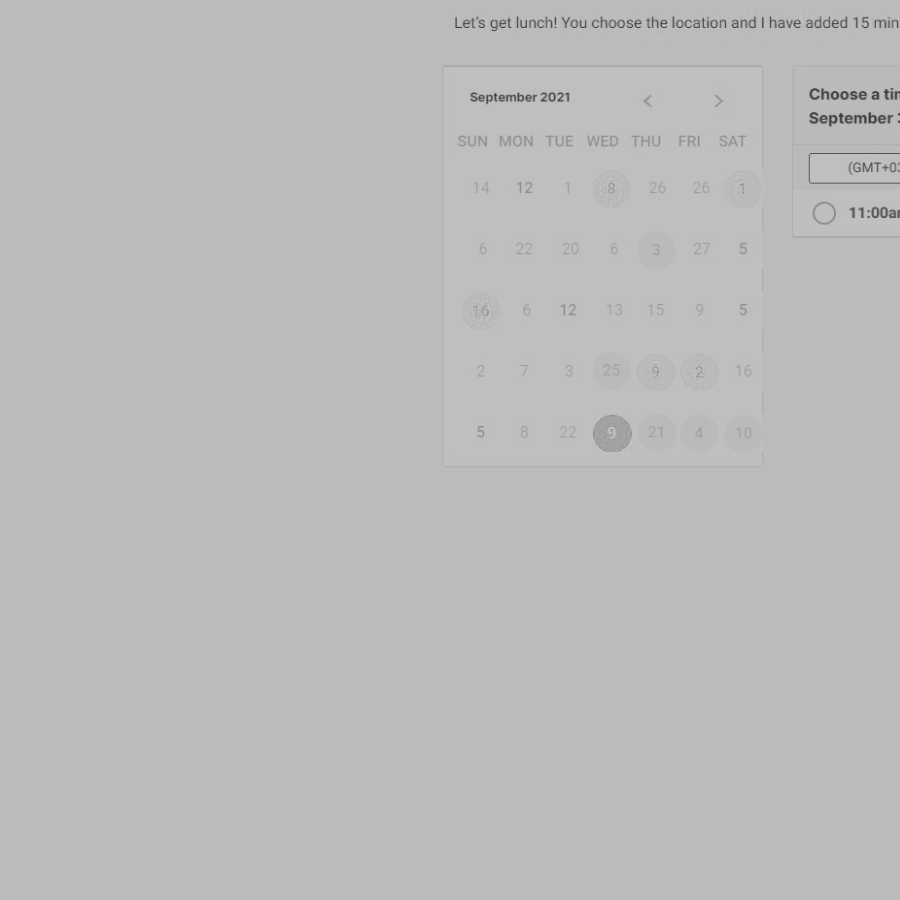 Let's get lunch! You choose the location and I have added 15 min
September 2021
SUN MON TUE WED THU FRI SAT
14 12 1 8 26 26 1
6 22 20 6 3 27 5
16 6 12 13 15 9 5
2 7 3 25 9 2 16
5 8 22 9 21 4 10
Choose a
September
(GMT+03
11:00a